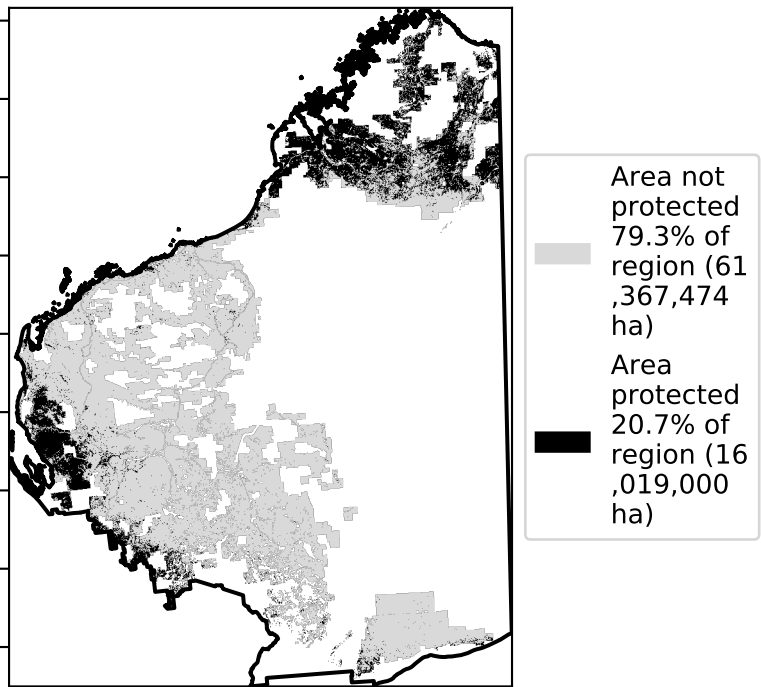 Area not
protected
79.3% of
region (61
,367,474
ha)
Area
protected
20.7% of
region (16
,019,000
ha)